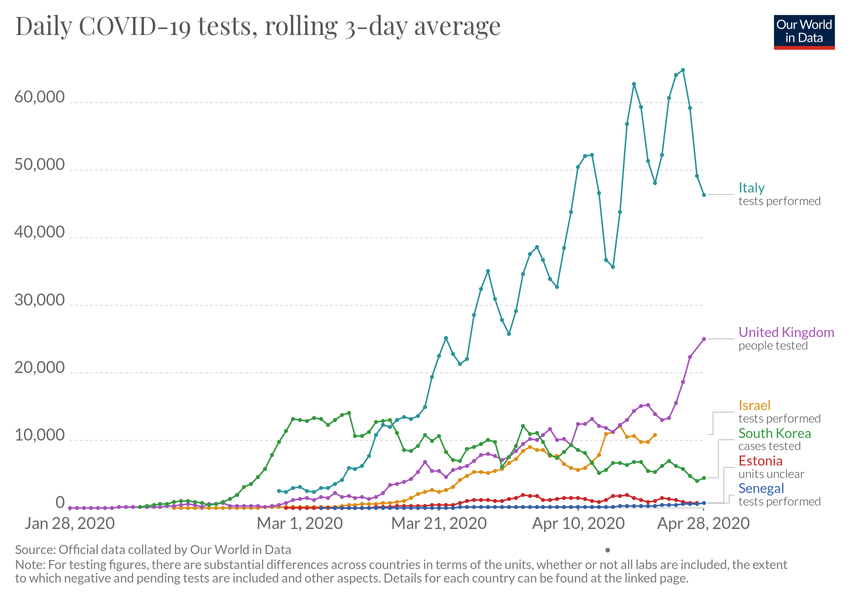 Daily COVID-19 tests, rolling 3-day average
Our World
in Data
60,000
50,000
40,000
30,000
20,000
10,000
0
Italy
tests performed
United Kingdom
people tested
Israel
tests performed
South Korea
cases tested
Estonia
units unclear
Senegal
tests performed
Jan 28, 2020
Mar 1, 2020
Mar 21, 2020
Apr 10, 2020
Apr 28, 2020
Source: Official data collated by Our World in Data
Note: For testing figures, there are substantial differences across countries in terms of the units, whether or not all labs are included, the extent
to which negative and pending tests are included and other aspects. Details for each country can be found at the linked page.